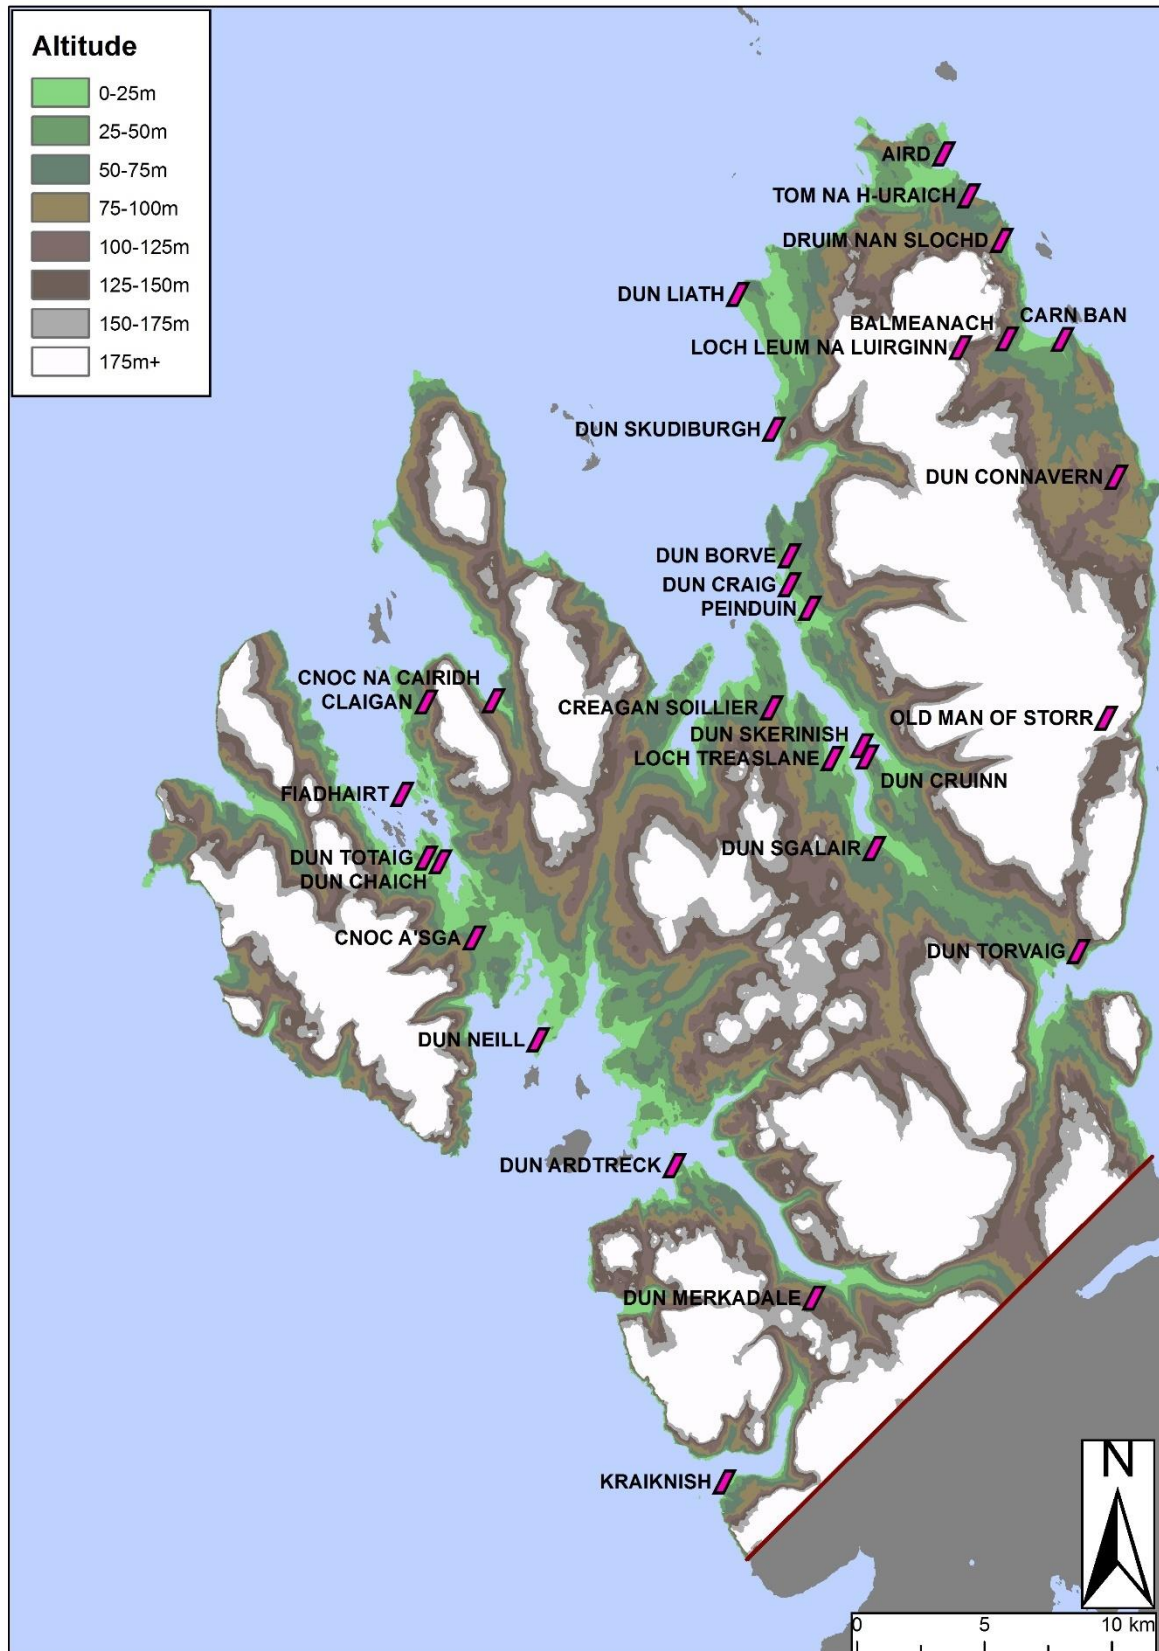 Altitude
0-25m
25-50m
50-75m
75-100m
100-125m
125-150m
150-175m
175m+
AIRD
TOM NA H-URAICH
DRUIM NAN SLOCHD
DUN LIATH
CARN BAN
BALMEANACH
LOCH LEUM NA LUIRGINN
DUN SKUDIBURGH
DUN CONNAVERN
DUN BORVE
DUN CRAIG
PEINDUIN
CNOC NA CAIRIDH
CLAIGAN
CREAGAN SOILLIER
OLD MAN OF STORR
DUN SKERINISH
LOCH TREASLANE
DUN CRUINN
FIADHAIRT
DUN SGALAIR
DUN TOTAIG
DUN CHAICH
CNOC A'SGA
DUN TORVAIG
DUN NEILL
DUN ARDTRECK
DUN MERKADALE
KRAIKNISH
N
0 5 10 km